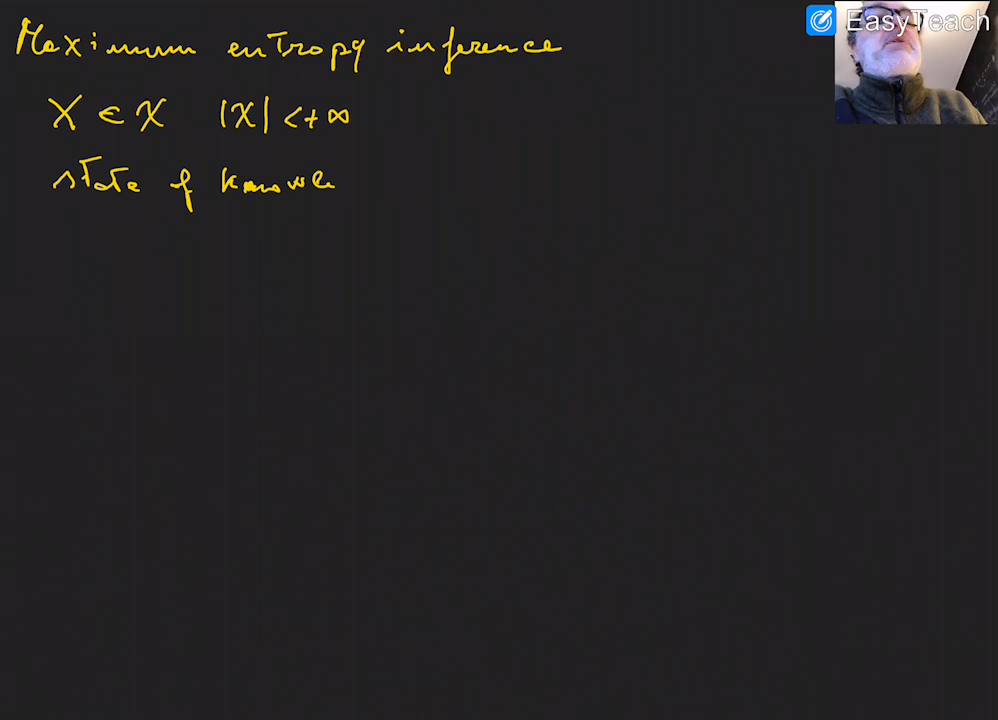 EasyTeach
Maximum entropy inference
X ∈ 𝒳 |𝒳| < +∞
state of knowle